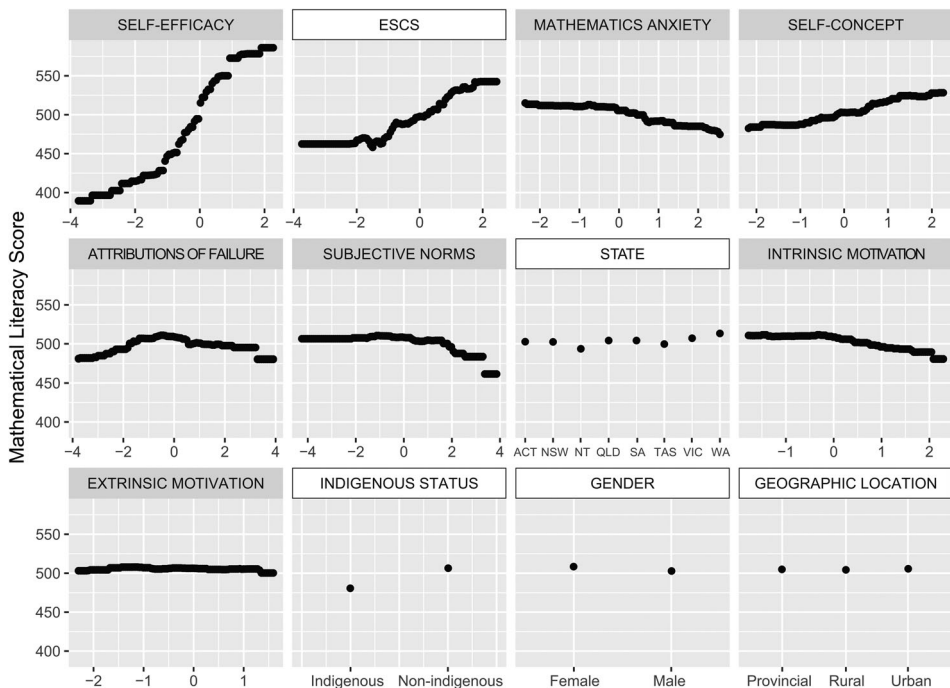 Mathematical Literacy Score
SELF-EFFICACY
ESCS
MATHEMATICS ANXIETY
SELF-CONCEPT
550
500
450
400
−4 −2 0 2
−4 −2 0 2
−2 −1 0 1 2
−2 −1 0 1 2
ATTRIBUTIONS OF FAILURE
SUBJECTIVE NORMS
STATE
INTRINSIC MOTIVATION
550
500
450
400
−4 −2 0 2 4
−4 −2 0 2 4
ACT NSW NT QLD SA TAS VIC WA
−1 0 1 2
EXTRINSIC MOTIVATION
INDIGENOUS STATUS
GENDER
GEOGRAPHIC LOCATION
550
500
450
400
−2 −1 0 1
Indigenous Non-indigenous
Female Male
Provincial Rural Urban